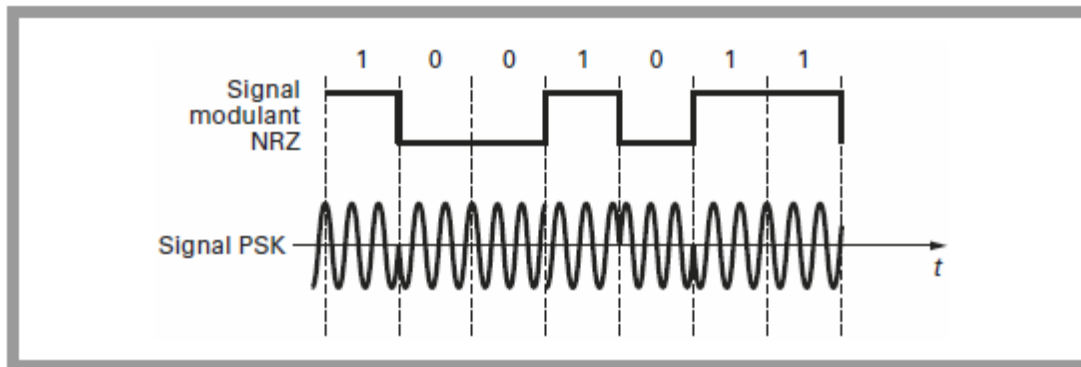 1 0 0 1 0 1 1
Signal
modulant
NRZ
Signal PSK
t